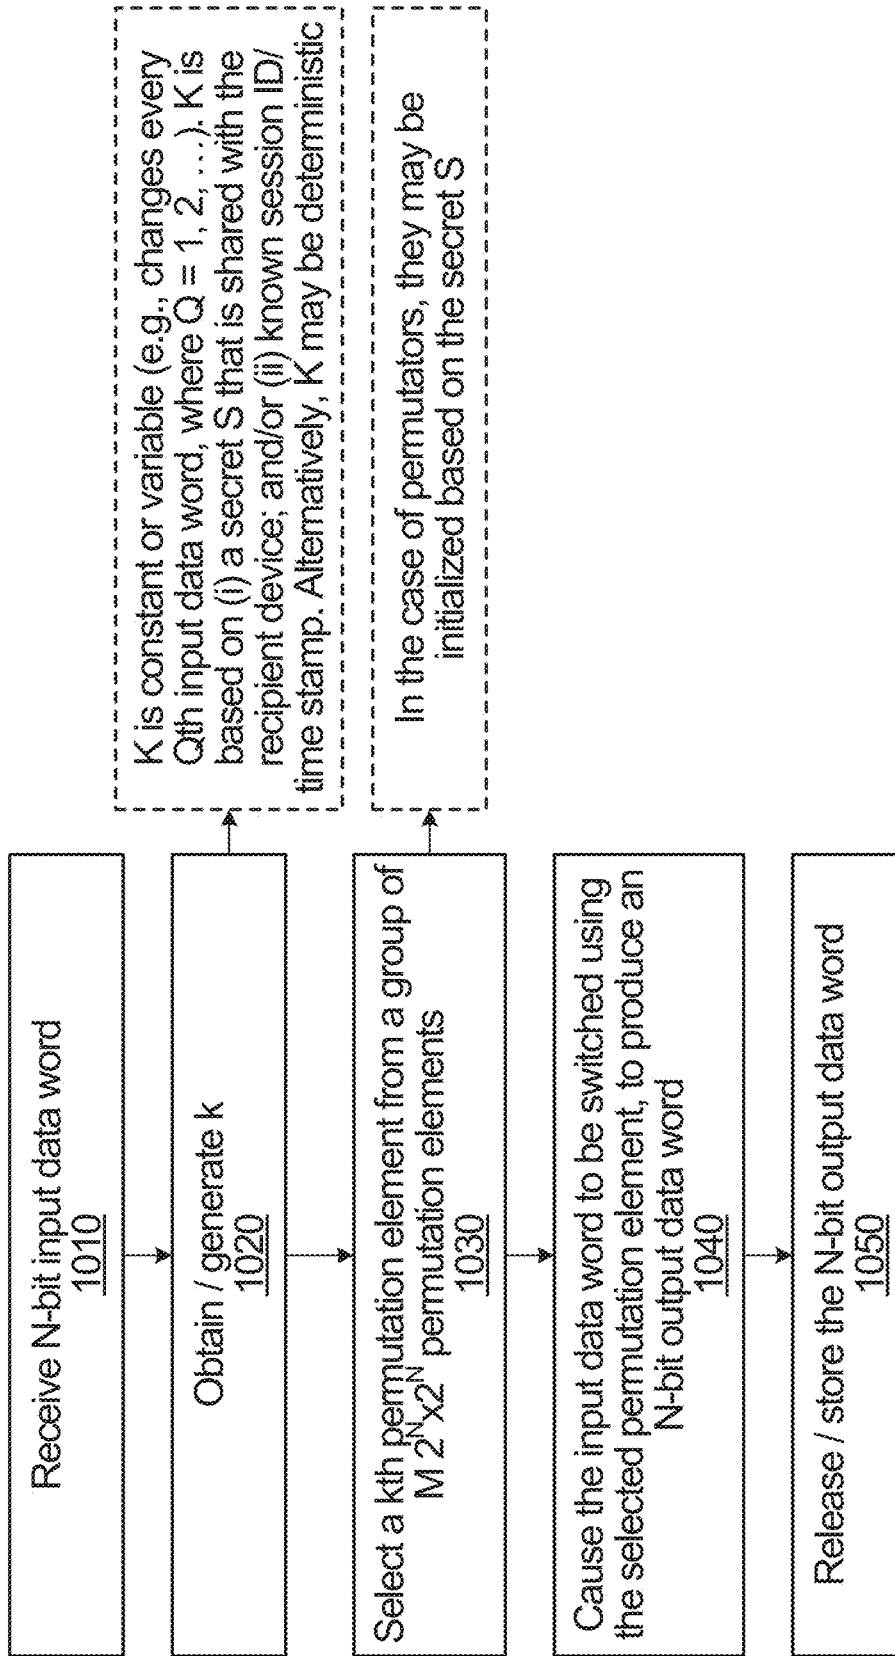 Receive N-bit input data word
1010
Obtain / generate k
1020
K is constant or variable (e.g., changes every
Qth input data word, where Q = 1, 2, …). K is
based on (i) a secret S that is shared with the
recipient device; and/or (ii) known session ID/
time stamp. Alternatively, K may be deterministic
Select a kth permutation element from a group of
M 2^N x2^N permutation elements
1030
In the case of permutators, they may be
initialized based on the secret S
Cause the input data word to be switched using
the selected permutation element, to produce an
N-bit output data word
1040
Release / store the N-bit output data word
1050